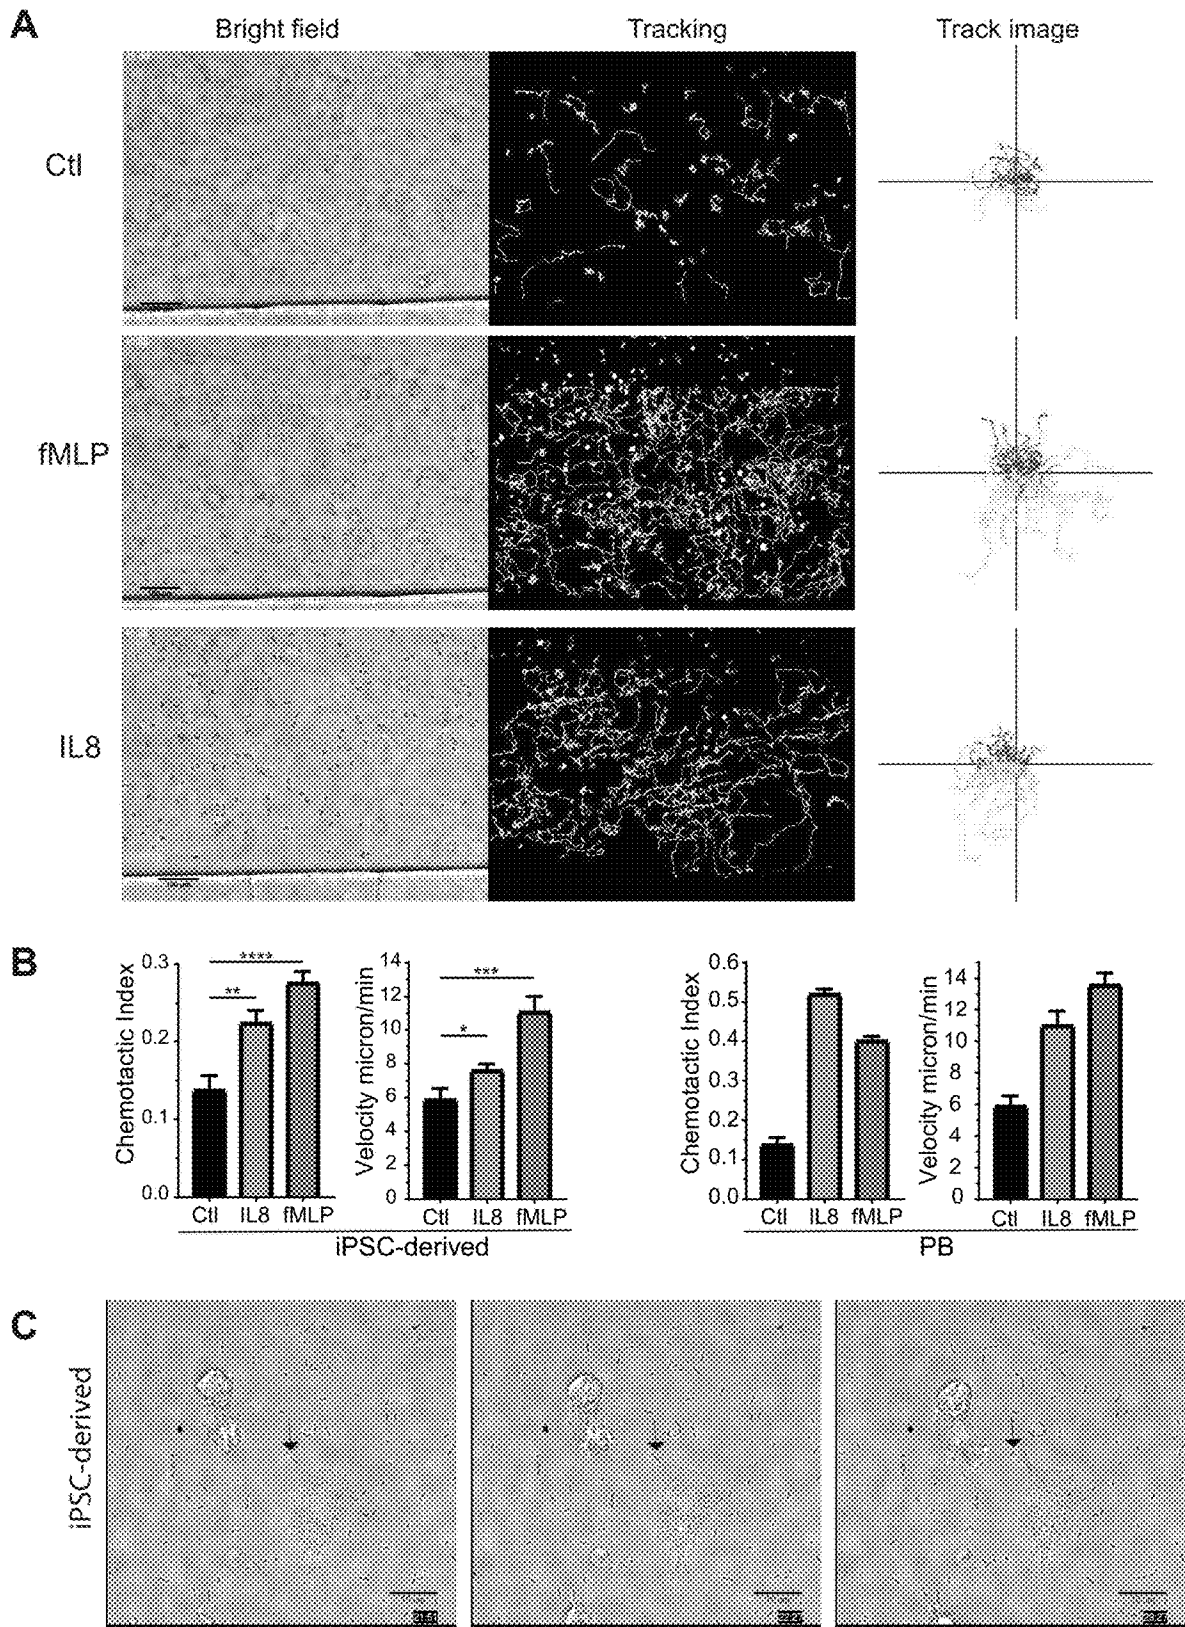 A
Bright field Tracking Track image
Ctl
fMLP
IL8
B
0.3
0.2
0.1
0.0
Chemotactic Index
****
**
Ctl IL8 fMLP
14
12
10
8
6
4
2
0
Velocity micron/min
***
*
Ctl IL8 fMLP
iPSC-derived
0.6
0.5
0.4
0.3
0.2
0.1
0.0
Chemotactic Index
Ctl IL8 fMLP
14
12
10
8
6
4
2
0
Velocity micron/min
Ctl IL8 fMLP
PB
C
iPSC-derived